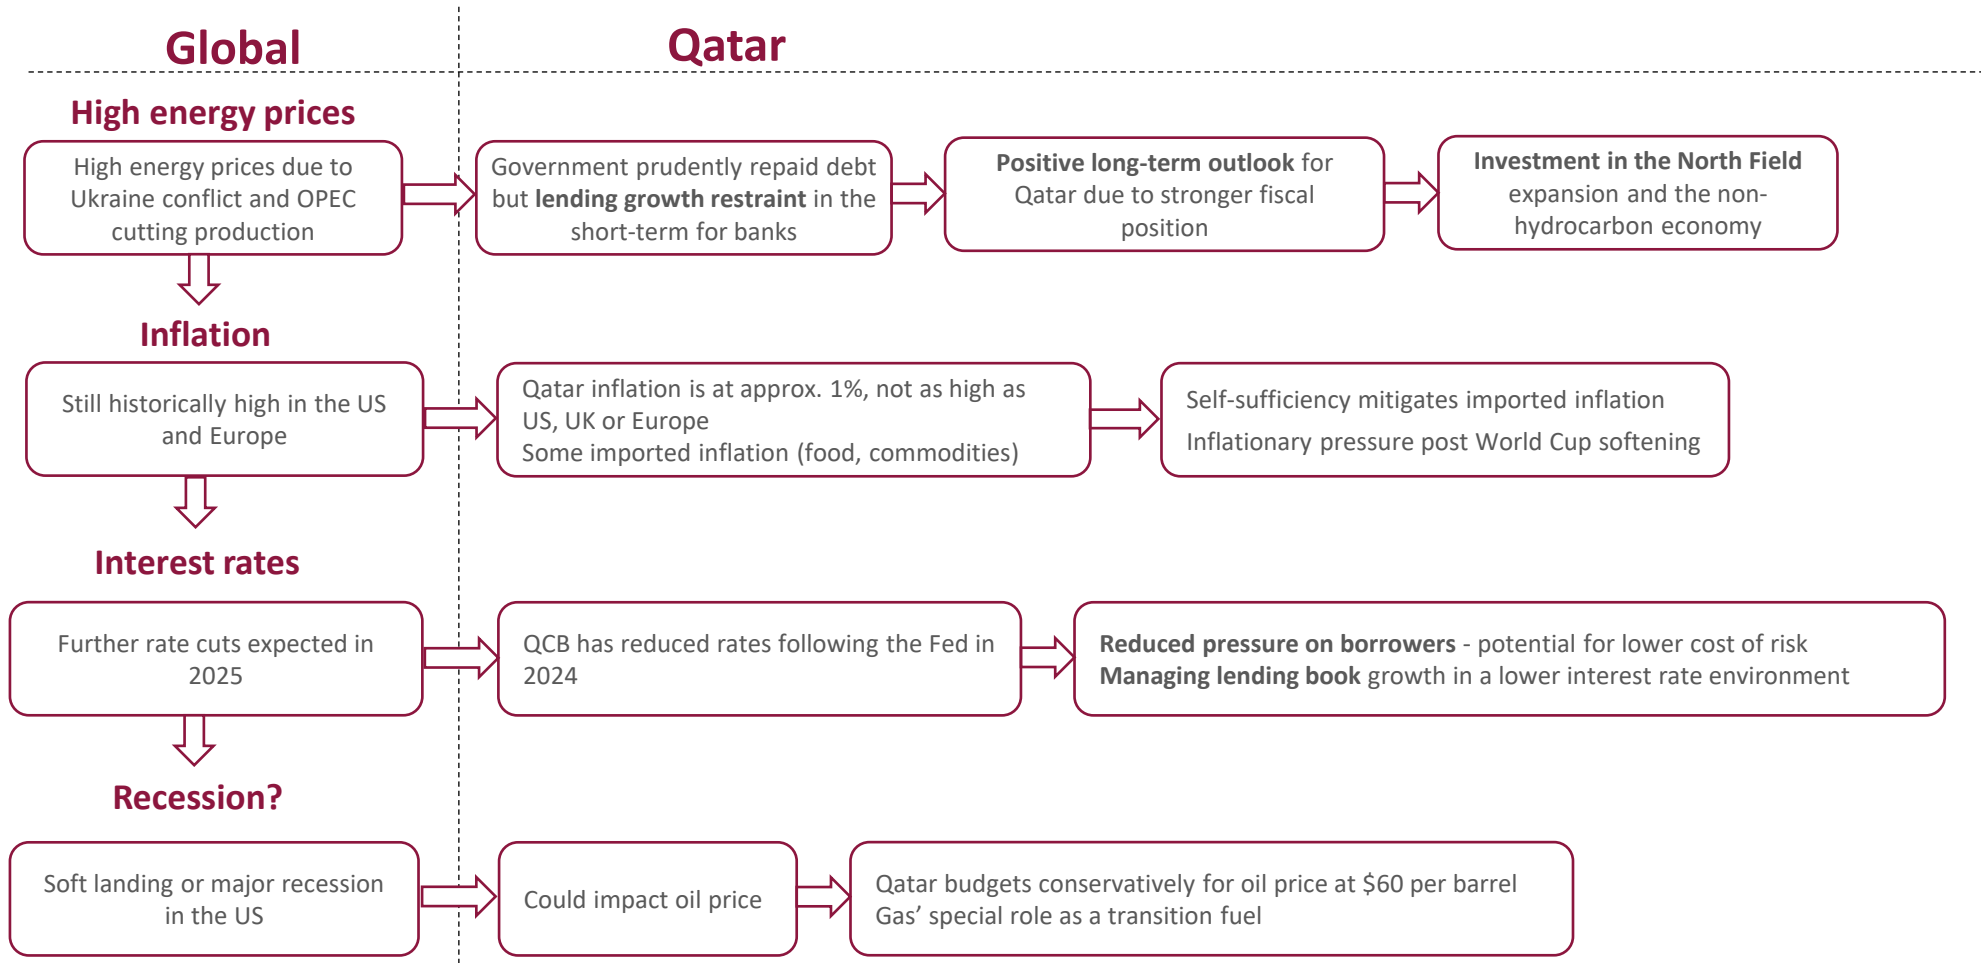 Global
Qatar
High energy prices
High energy prices due to
Ukraine conflict and OPEC
cutting production
Government prudently repaid debt
but lending growth restraint in the
short-term for banks
Positive long-term outlook for
Qatar due to stronger fiscal
position
Investment in the North Field
expansion and the non-
hydrocarbon economy
Inflation
Still historically high in the US
and Europe
Qatar inflation is at approx. 1%, not as high as
US, UK or Europe
Some imported inflation (food, commodities)
Self-sufficiency mitigates imported inflation
Inflationary pressure post World Cup softening
Interest rates
Further rate cuts expected in
2025
QCB has reduced rates following the Fed in
2024
Reduced pressure on borrowers - potential for lower cost of risk
Managing lending book growth in a lower interest rate environment
Recession?
Soft landing or major recession
in the US
Could impact oil price
Qatar budgets conservatively for oil price at $60 per barrel
Gas’ special role as a transition fuel